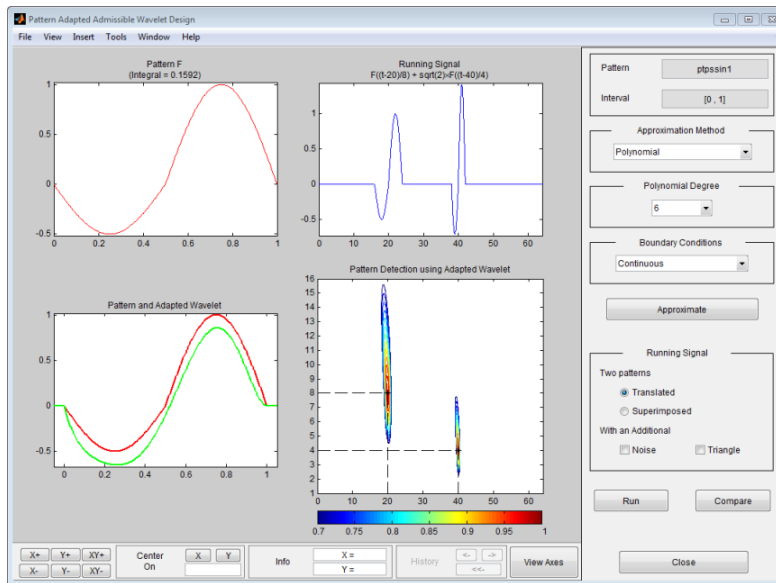 Pattern Adapted Admissible Wavelet Design
File View Insert Tools Window Help
Pattern F
(Integral = 0.1592)
1
0.5
0
-0.5
0 0.2 0.4 0.6 0.8 1
Running Signal
F((t-20)/8) + sqrt(2)×F((t-40)/4)
1
0.5
0
-0.5
0 10 20 30 40 50 60
Pattern and Adapted Wavelet
1
0.5
0
-0.5
0 0.2 0.4 0.6 0.8 1
Pattern Detection using Adapted Wavelet
16
15
14
13
12
11
10
9
8
7
6
5
4
3
2
1
0 10 20 30 40 50 60
0.7 0.75 0.8 0.85 0.9 0.95 1
Pattern ptpssin1
Interval [0 , 1]
Approximation Method
Polynomial
Polynomial Degree
6
Boundary Conditions
Continuous
Approximate
Running Signal
Two patterns
Translated
Superimposed
With an Additional
Noise Triangle
Run Compare
Close
X+ Y+ XY+
X- Y- XY-
Center
On
X Y
Info
X =
Y =
History
<- ->
<<-
View Axes